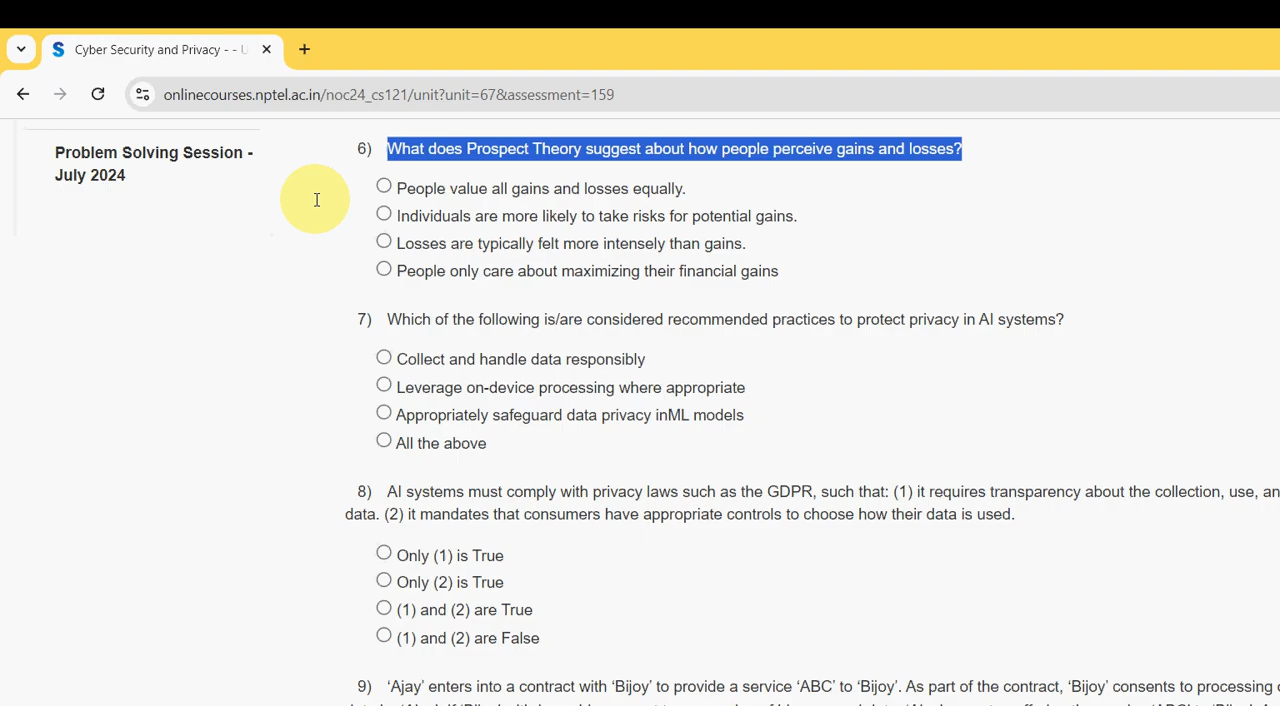 Cyber Security and Privacy - - U
onlinecourses.nptel.ac.in/noc24_cs121/unit?unit=67&assessment=159
Problem Solving Session -
July 2024
6) What does Prospect Theory suggest about how people perceive gains and losses?
People value all gains and losses equally.
Individuals are more likely to take risks for potential gains.
Losses are typically felt more intensely than gains.
People only care about maximizing their financial gains
7) Which of the following is/are considered recommended practices to protect privacy in AI systems?
Collect and handle data responsibly
Leverage on-device processing where appropriate
Appropriately safeguard data privacy inML models
All the above
8) AI systems must comply with privacy laws such as the GDPR, such that: (1) it requires transparency about the collection, use, an
data. (2) it mandates that consumers have appropriate controls to choose how their data is used.
Only (1) is True
Only (2) is True
(1) and (2) are True
(1) and (2) are False
9) ‘Ajay’ enters into a contract with ‘Bijoy’ to provide a service ‘ABC’ to ‘Bijoy’. As part of the contract, ‘Bijoy’ consents to processing